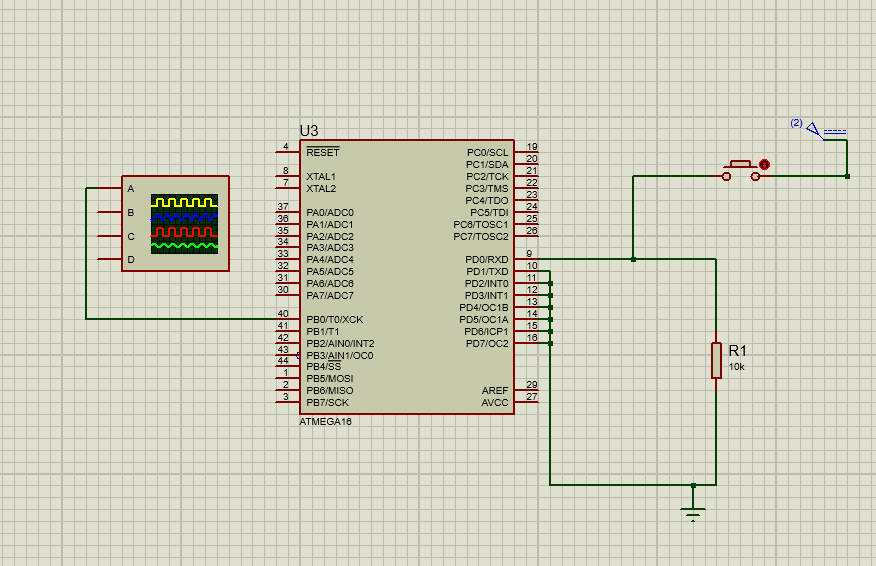 (2)
U3
4 RESET
8 XTAL1
7 XTAL2
37 PA0/ADC0
36 PA1/ADC1
35 PA2/ADC2
34 PA3/ADC3
33 PA4/ADC4
32 PA5/ADC5
31 PA6/ADC6
30 PA7/ADC7
40 PB0/T0/XCK
41 PB1/T1
42 PB2/AIN0/INT2
43 PB3/AIN1/OC0
44 PB4/SS
1 PB5/MOSI
2 PB6/MISO
3 PB7/SCK
PC0/SCL 19
PC1/SDA 20
PC2/TCK 21
PC3/TMS 22
PC4/TDO 23
PC5/TDI 24
PC6/TOSC1 25
PC7/TOSC2 26
PD0/RXD 9
PD1/TXD 10
PD2/INT0 11
PD3/INT1 12
PD4/OC1B 13
PD5/OC1A 14
PD6/ICP1 15
PD7/OC2 16
AREF 29
AVCC 27
ATMEGA16
A
B
C
D
R1
10k